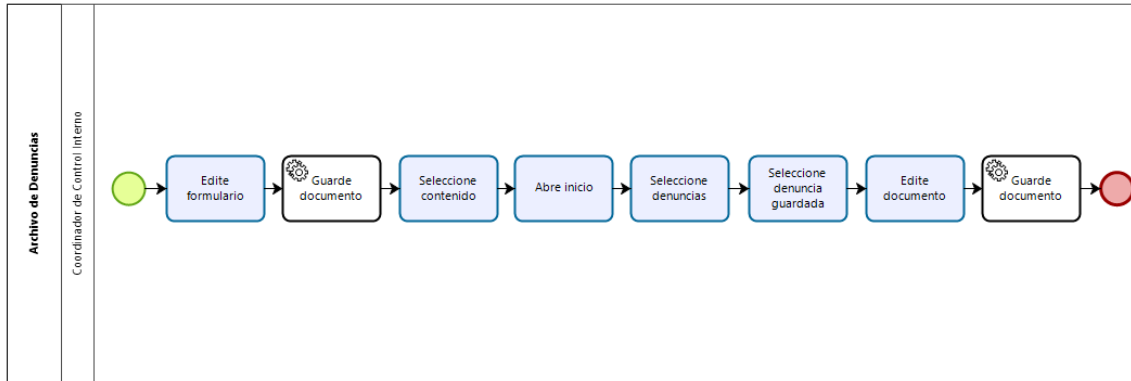 Archivo de Denuncias
Coordinador de Control Interno
Edite
formulario
Guarde
documento
Seleccione
contenido
Abre inicio
Seleccione
denuncias
Seleccione
denuncia
guardada
Edite
documento
Guarde
documento